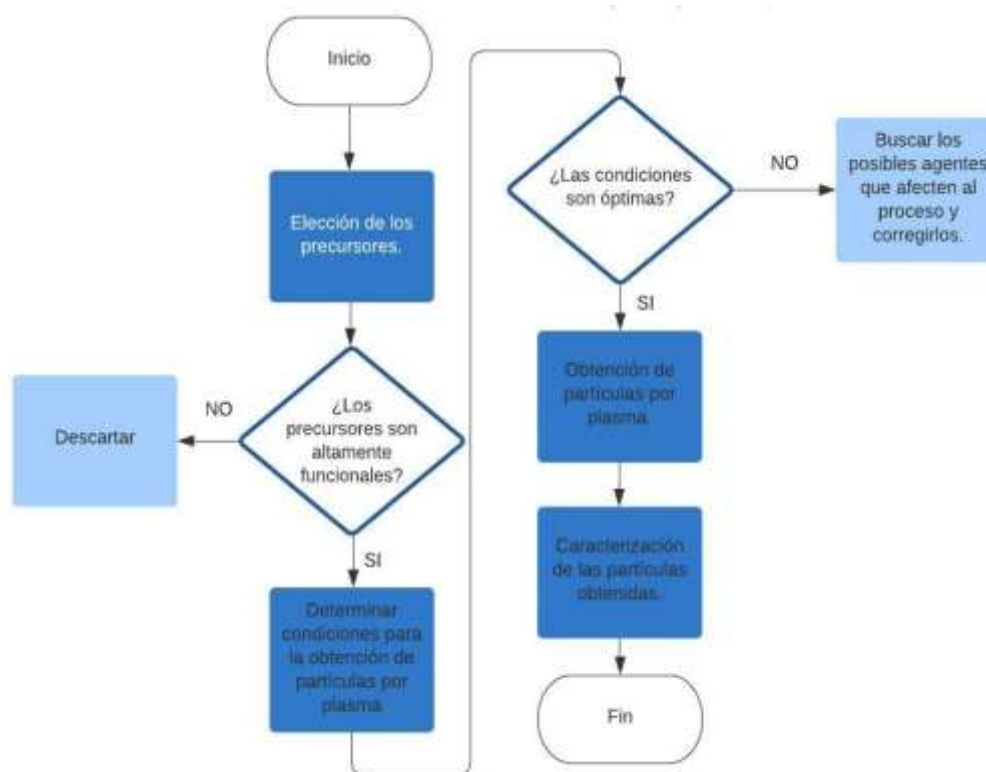 Inicio
Elección de los
precursores.
¿Los
precursores son
altamente
funcionales?
NO
Descartar
SI
Determinar
condiciones para
la obtención de
partículas por
plasma
¿Las condiciones
son óptimas?
NO
Buscar los
posibles agentes
que afecten al
proceso y
corregirlos.
SI
Obtención de
partículas por
plasma.
Caracterización
de las partículas
obtenidas.
Fin